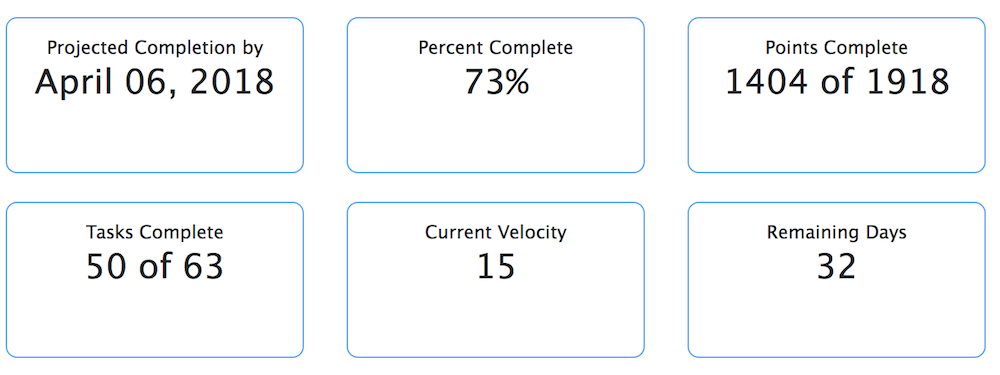 Projected Completion by
April 06, 2018
Percent Complete
73%
Points Complete
1404 of 1918
Tasks Complete
50 of 63
Current Velocity
15
Remaining Days
32